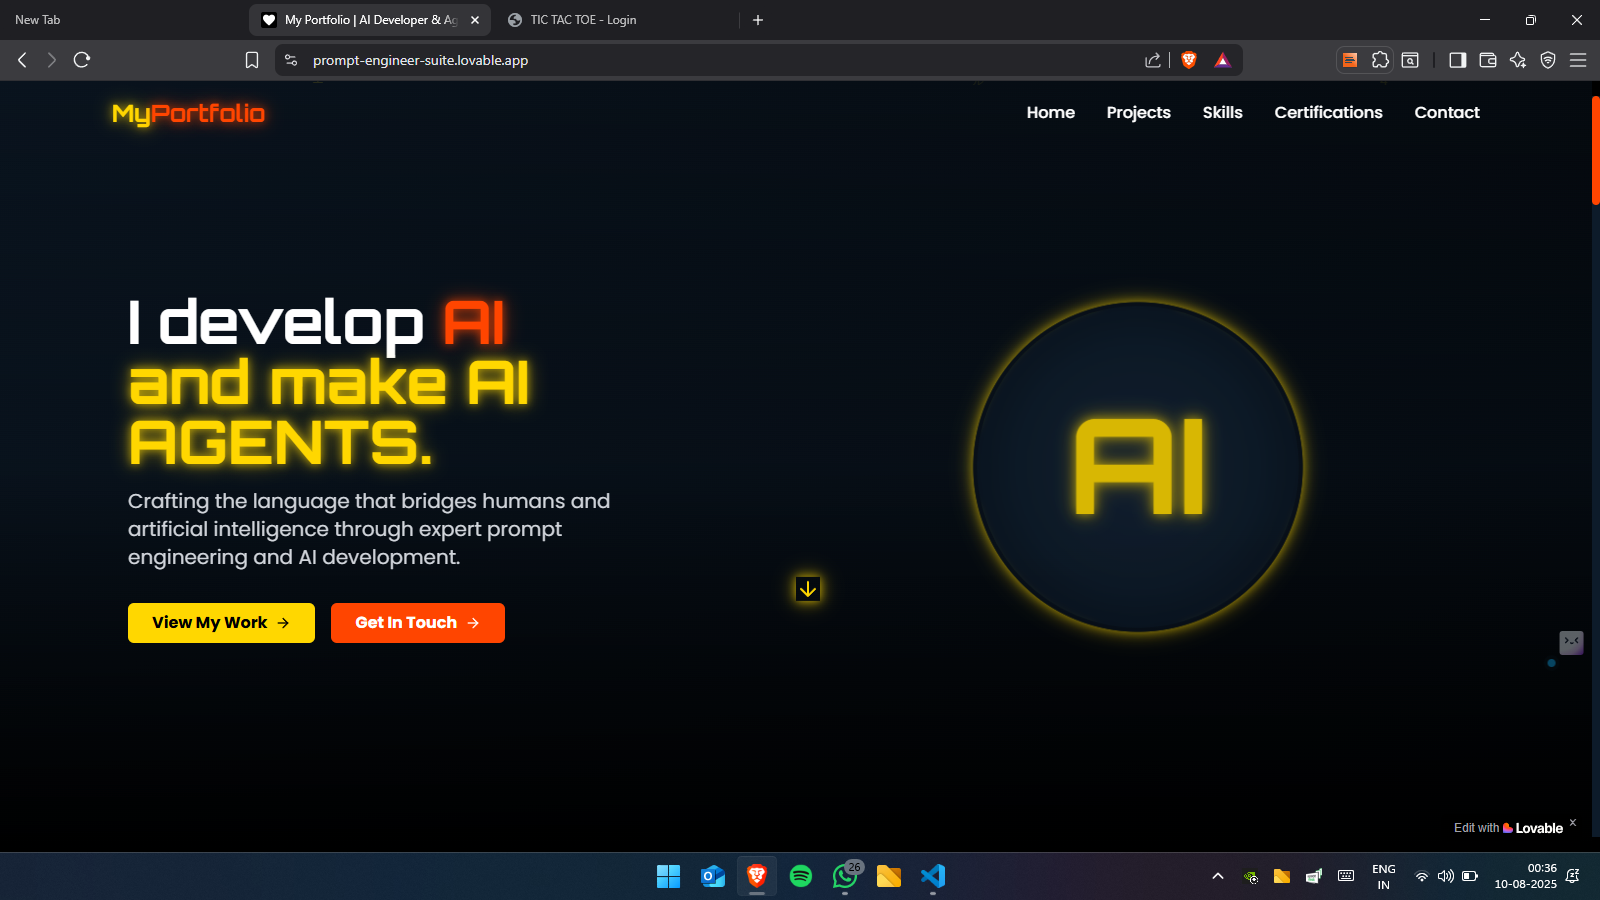 New Tab
My Portfolio | AI Developer & Ag
TIC TAC TOE - Login
prompt-engineer-suite.lovable.app
MyPortfolio
Home
Projects
Skills
Certifications
Contact
I develop AI
and make AI
AGENTS.
Crafting the language that bridges humans and
artificial intelligence through expert prompt
engineering and AI development.
AI
View My Work
Get In Touch
Edit with Lovable
26
ENG
IN
00:36
10-08-2025